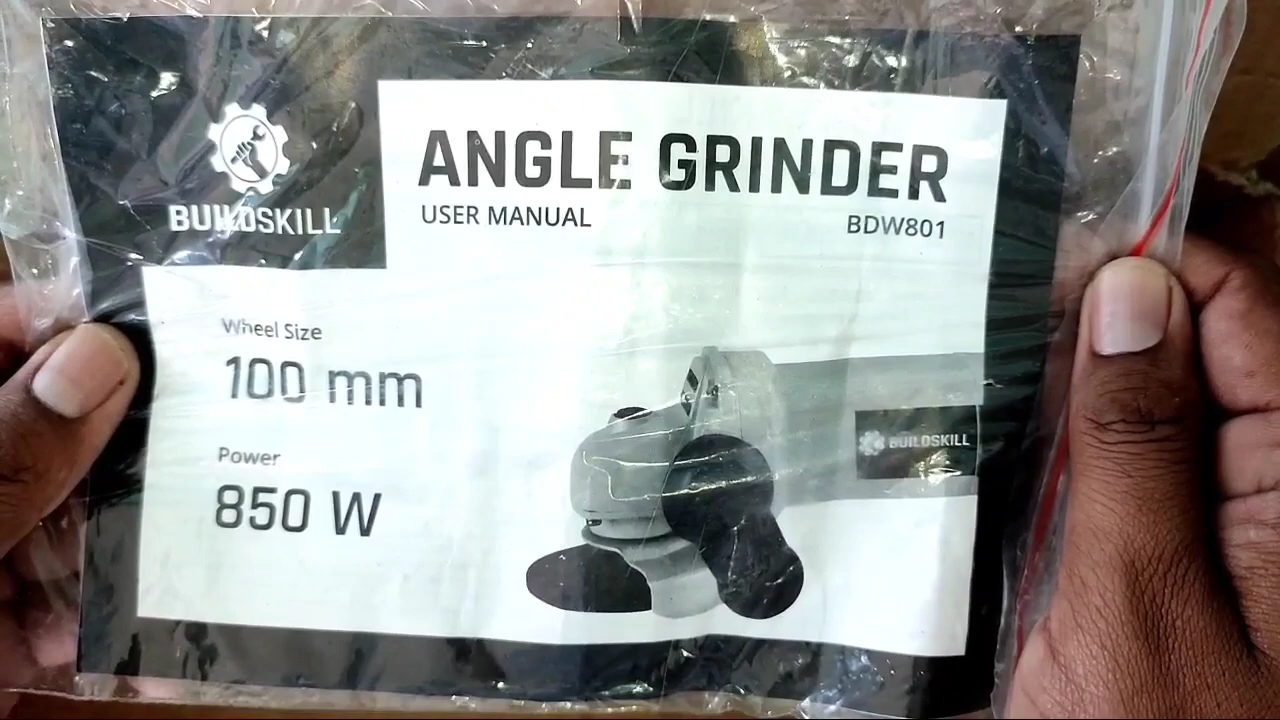 BUILDSKILL
ANGLE GRINDER
USER MANUAL
BDW801
Wheel Size
100 mm
Power
850 W
BUILDSKILL